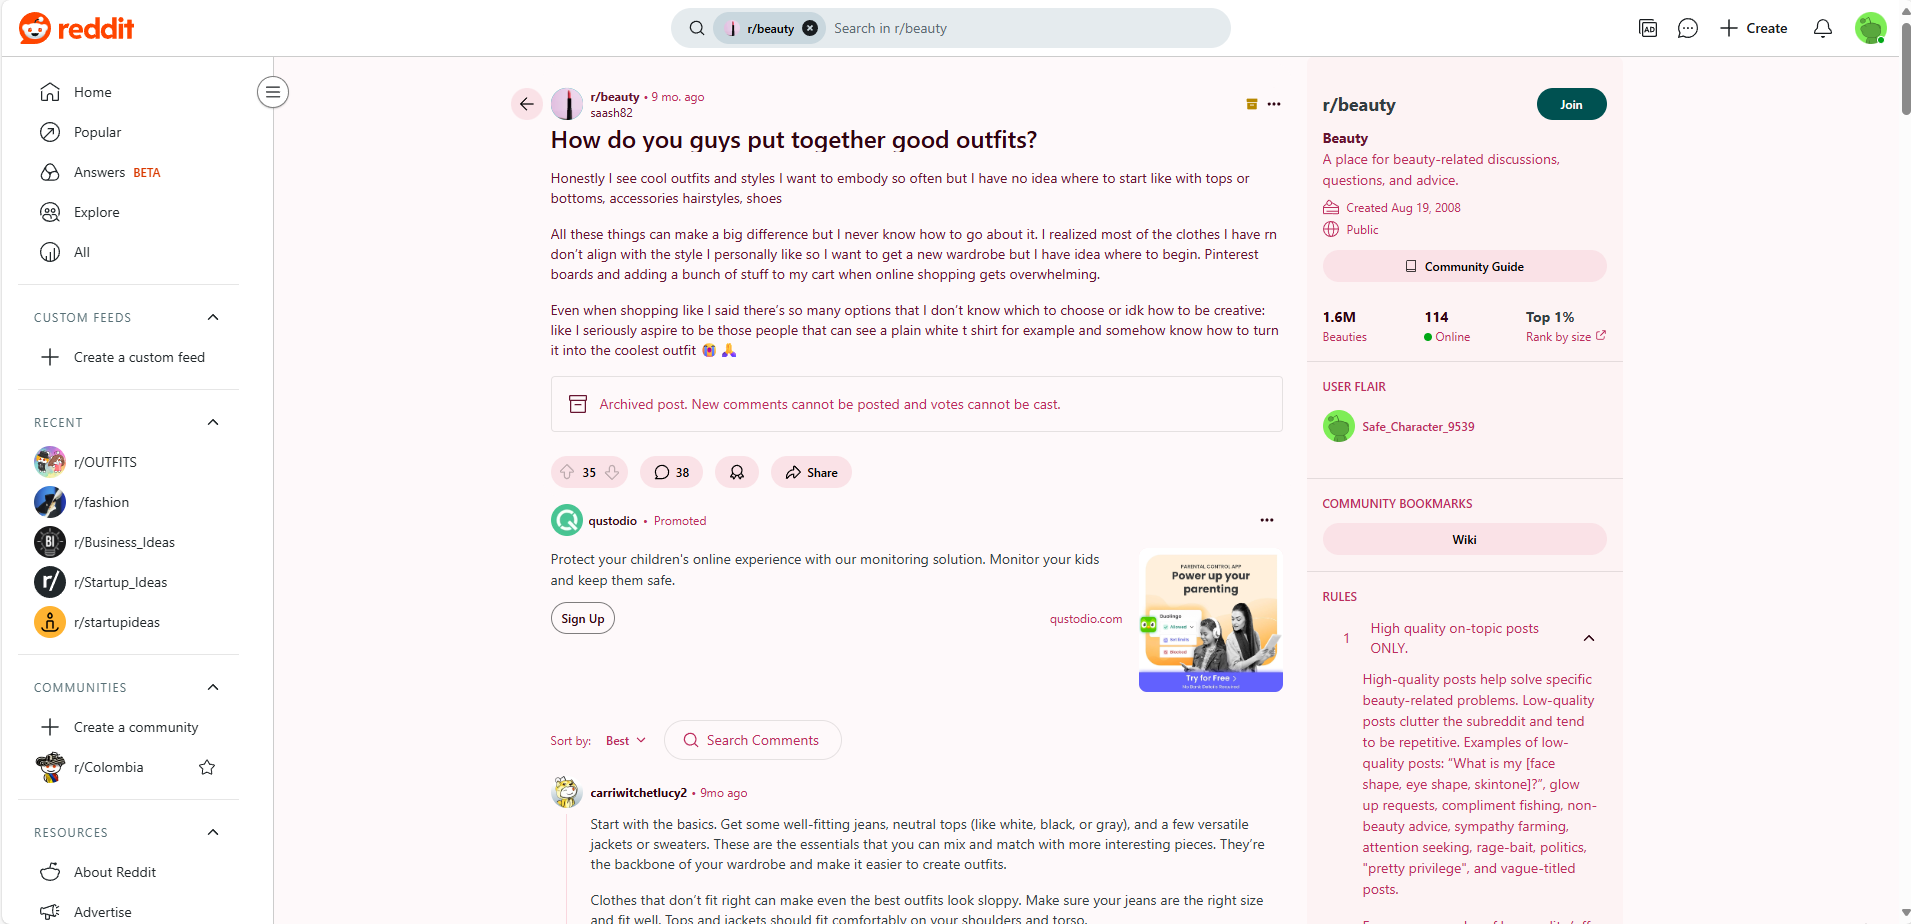 reddit
r/beauty
Search in r/beauty
AD
Create
Home
Popular
Answers BETA
Explore
All
CUSTOM FEEDS
Create a custom feed
RECENT
r/OUTFITS
r/fashion
BI
r/Business_Ideas
r/
r/Startup_Ideas
r/startupideas
COMMUNITIES
Create a community
r/Colombia
RESOURCES
About Reddit
Advertise
r/beauty • 9 mo. ago
saash82
How do you guys put together good outfits?
Honestly I see cool outfits and styles I want to embody so often but I have no idea where to start like with tops or
bottoms, accessories hairstyles, shoes
All these things can make a big difference but I never know how to go about it. I realized most of the clothes I have rn
don’t align with the style I personally like so I want to get a new wardrobe but I have idea where to begin. Pinterest
boards and adding a bunch of stuff to my cart when online shopping gets overwhelming.
Even when shopping like I said there’s so many options that I don’t know which to choose or idk how to be creative:
like I seriously aspire to be those people that can see a plain white t shirt for example and somehow know how to turn
it into the coolest outfit 🪬🙏
Archived post. New comments cannot be posted and votes cannot be cast.
35
38
Share
qustodio • Promoted
Protect your children's online experience with our monitoring solution. Monitor your kids
and keep them safe.
Sign Up
qustodio.com
PARENTAL CONTROL APP
Power up your
parenting
Duolingo
Allowed
Set limits
Blocked
Try for Free >
Sort by: Best
Search Comments
carriwitchetlucy2 • 9mo ago
Start with the basics. Get some well-fitting jeans, neutral tops (like white, black, or gray), and a few versatile
jackets or sweaters. These are the essentials that you can mix and match with more interesting pieces. They’re
the backbone of your wardrobe and make it easier to create outfits.
Clothes that don’t fit right can make even the best outfits look sloppy. Make sure your jeans are the right size
and fit well. Tops and jackets should fit comfortably on your shoulders and torso.
r/beauty
Join
Beauty
A place for beauty-related discussions,
questions, and advice.
Created Aug 19, 2008
Public
Community Guide
1.6M
Beauties
114
Online
Top 1%
Rank by size
USER FLAIR
Safe_Character_9539
COMMUNITY BOOKMARKS
Wiki
RULES
1
High quality on-topic posts
ONLY.
High-quality posts help solve specific
beauty-related problems. Low-quality
posts clutter the subreddit and tend
to be repetitive. Examples of low-
quality posts: “What is my [face
shape, eye shape, skintone]?”, glow
up requests, compliment fishing, non-
beauty advice, sympathy farming,
attention seeking, rage-bait, politics,
"pretty privilege", and vague-titled
posts.